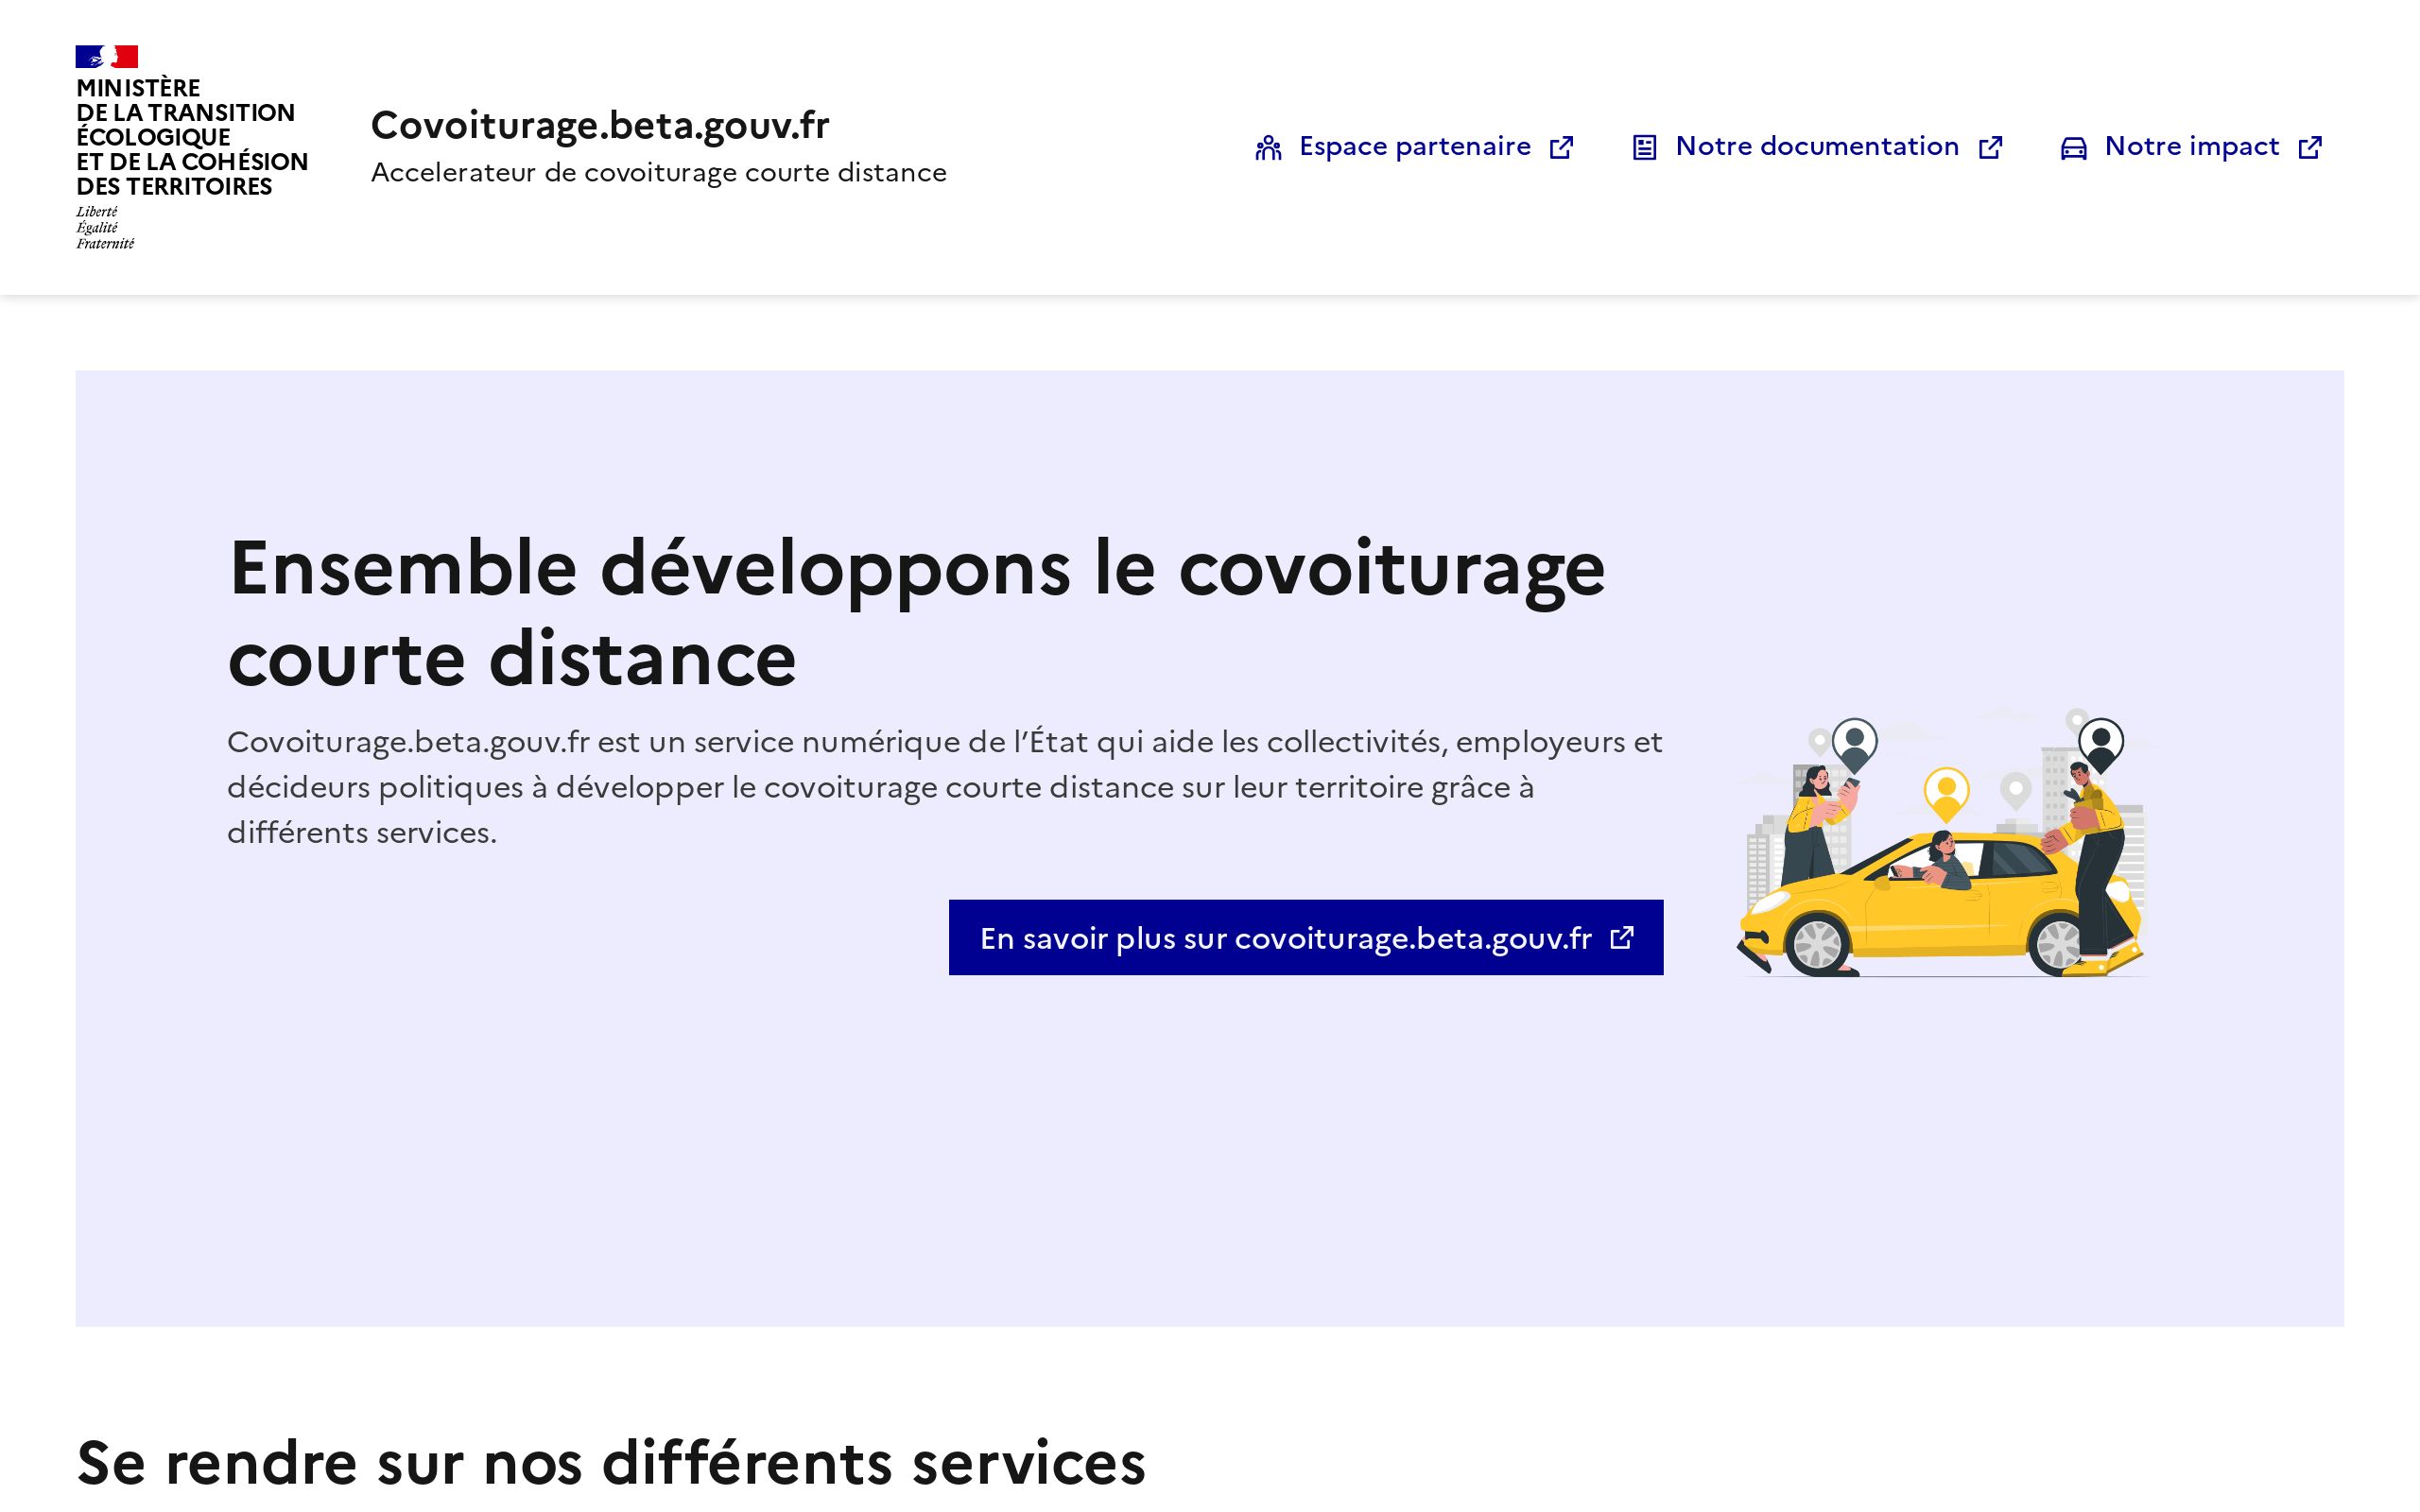 MINISTÈRE
DE LA TRANSITION
ÉCOLOGIQUE
ET DE LA COHÉSION
DES TERRITOIRES
Liberté
Égalité
Fraternité
Covoiturage.beta.gouv.fr
Accelerateur de covoiturage courte distance
Espace partenaire
Notre documentation
Notre impact
Ensemble développons le covoiturage
courte distance
Covoiturage.beta.gouv.fr est un service numérique de l’État qui aide les collectivités, employeurs et
décideurs politiques à développer le covoiturage courte distance sur leur territoire grâce à
différents services.
En savoir plus sur covoiturage.beta.gouv.fr
Se rendre sur nos différents services